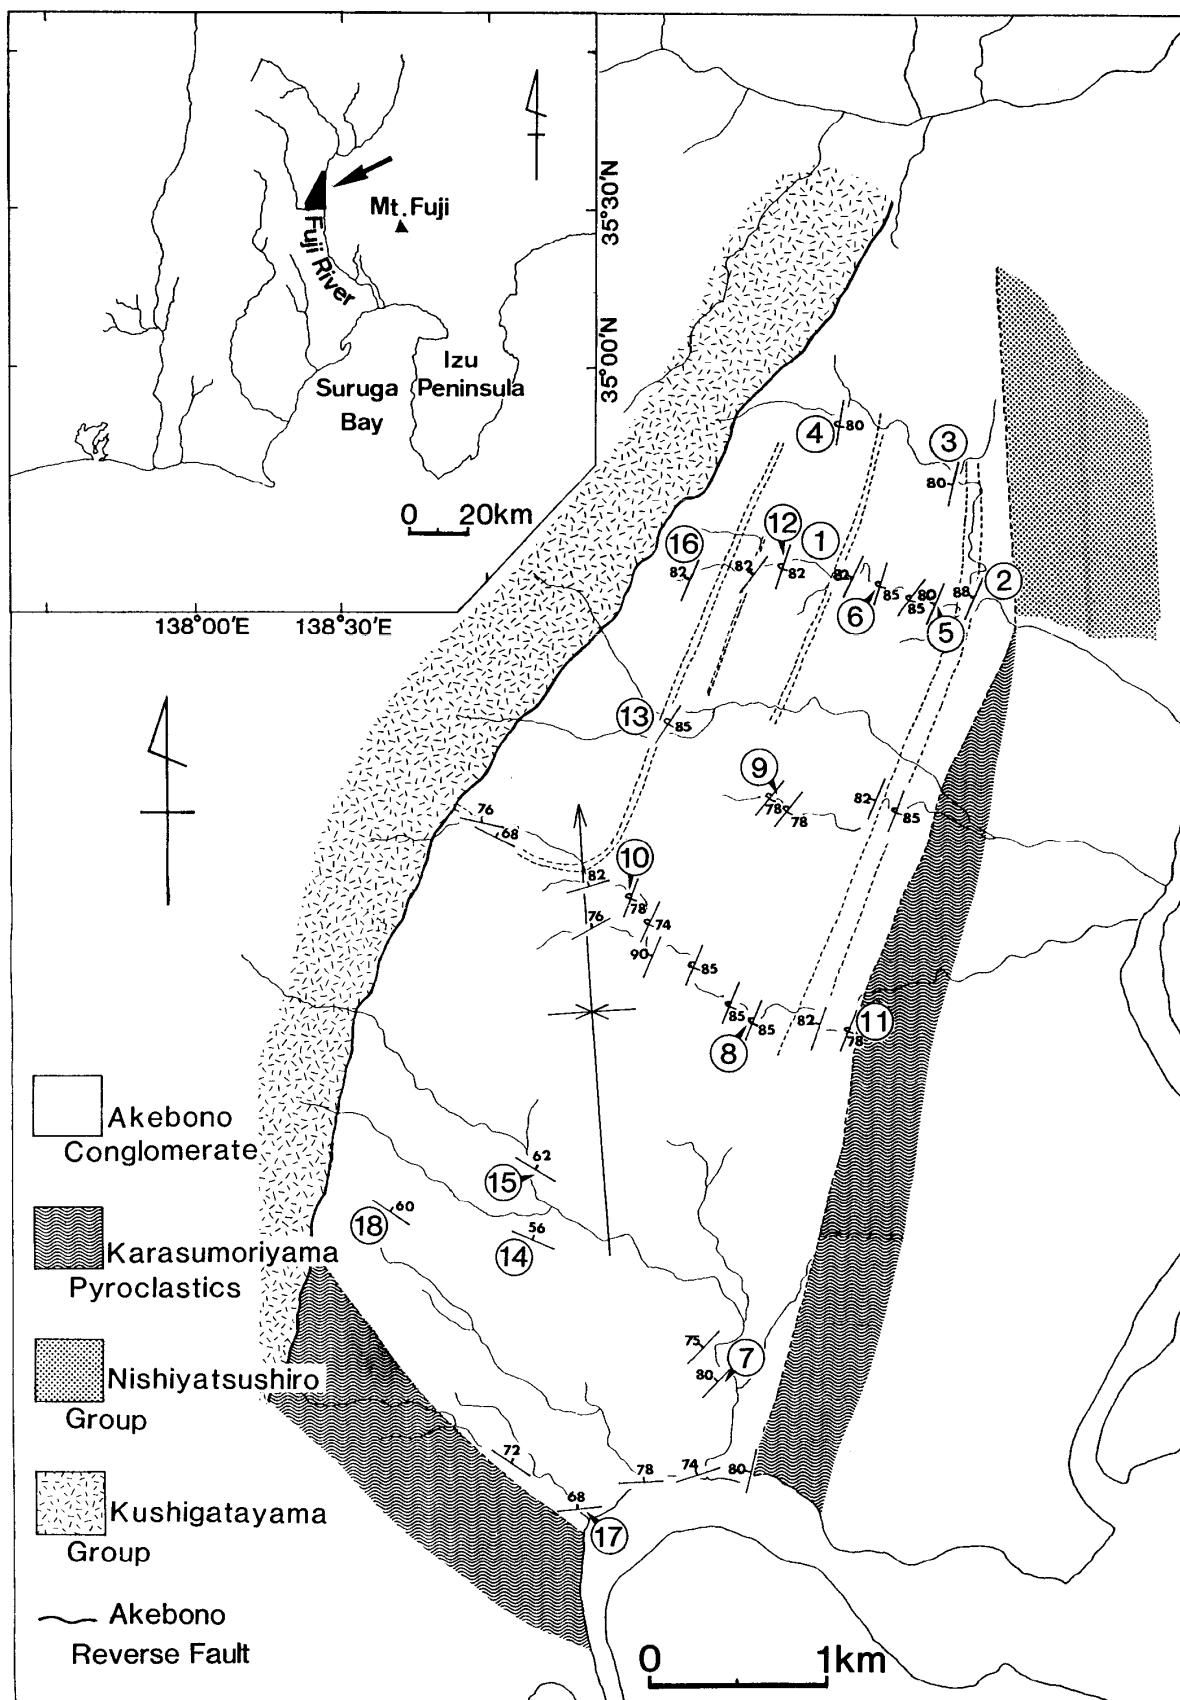 Mt.Fuji
Fuji River
35°30'N
35°00'N
Izu
Peninsula
Suruga
Bay
0 20km
138°00'E 138°30'E
4
80
3
80
16
82
82
12
82
1
82
6
85
85
80
5
88
2
13
85
9
78
78
82
85
76
68
82
10
78
74
76
90
85
85
8
85
82
11
78
62
15
60
18
56
14
75
7
80
72
78
74
80
68
17
Akebono
Conglomerate
Karasumoriyama
Pyroclastics
Nishiyatsushiro
Group
Kushigatayama
Group
Akebono
Reverse Fault
0 1km